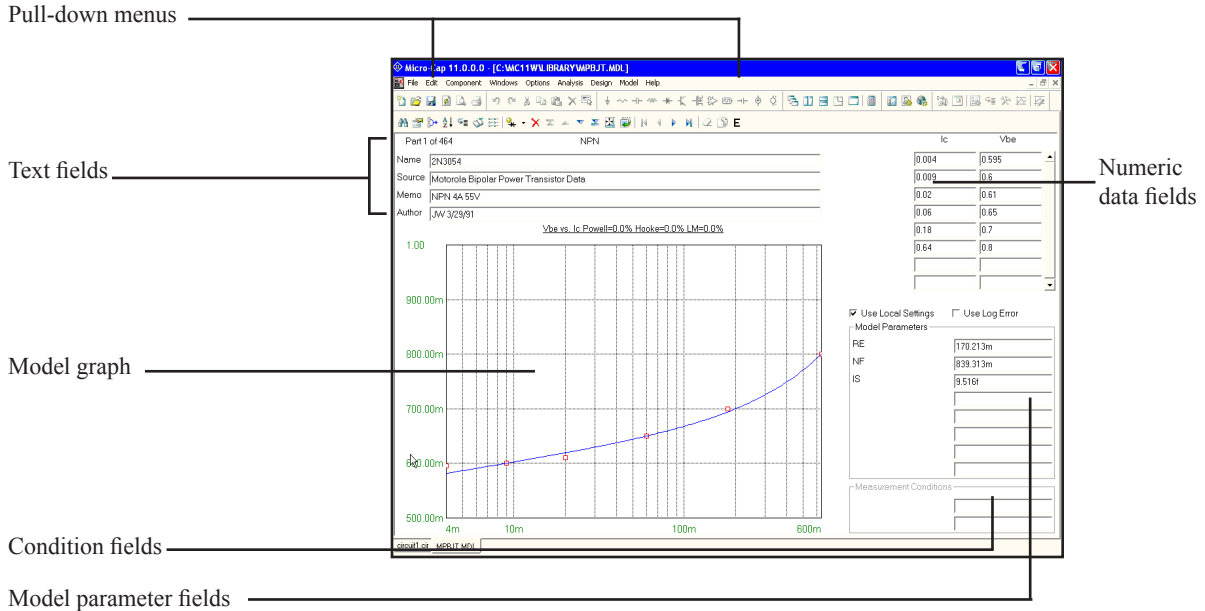 Pull-down menus
Micro-Cap 11.0.0.0 - [C:\MC11W\LIBRARY\MPBJT.MDL]
File Edit Component Windows Options Analysis Design Model Help
E
Part 1 of 464 NPN Ic Vbe
Text fields
Name 2N3054
Source Motorola Bipolar Power Transistor Data
Memo NPN 4A 55V
Author JW 3/29/91
0.004 0.595
0.009 0.6
0.02 0.61
0.06 0.65
0.18 0.7
0.64 0.8
Numeric
data fields
Vbe vs. Ic Powell=0.0% Hooke=0.0% LM=0.0%
1.00
900.00m
800.00m
700.00m
500.00m
4m 10m 100m 600m
Use Local Settings Use Log Error
Model Parameters
RE 170.213m
NF 839.313m
IS 9.516f
Measurement Conditions
Model graph
circuit1.cir MPBJT.MDL
Condition fields
Model parameter fields